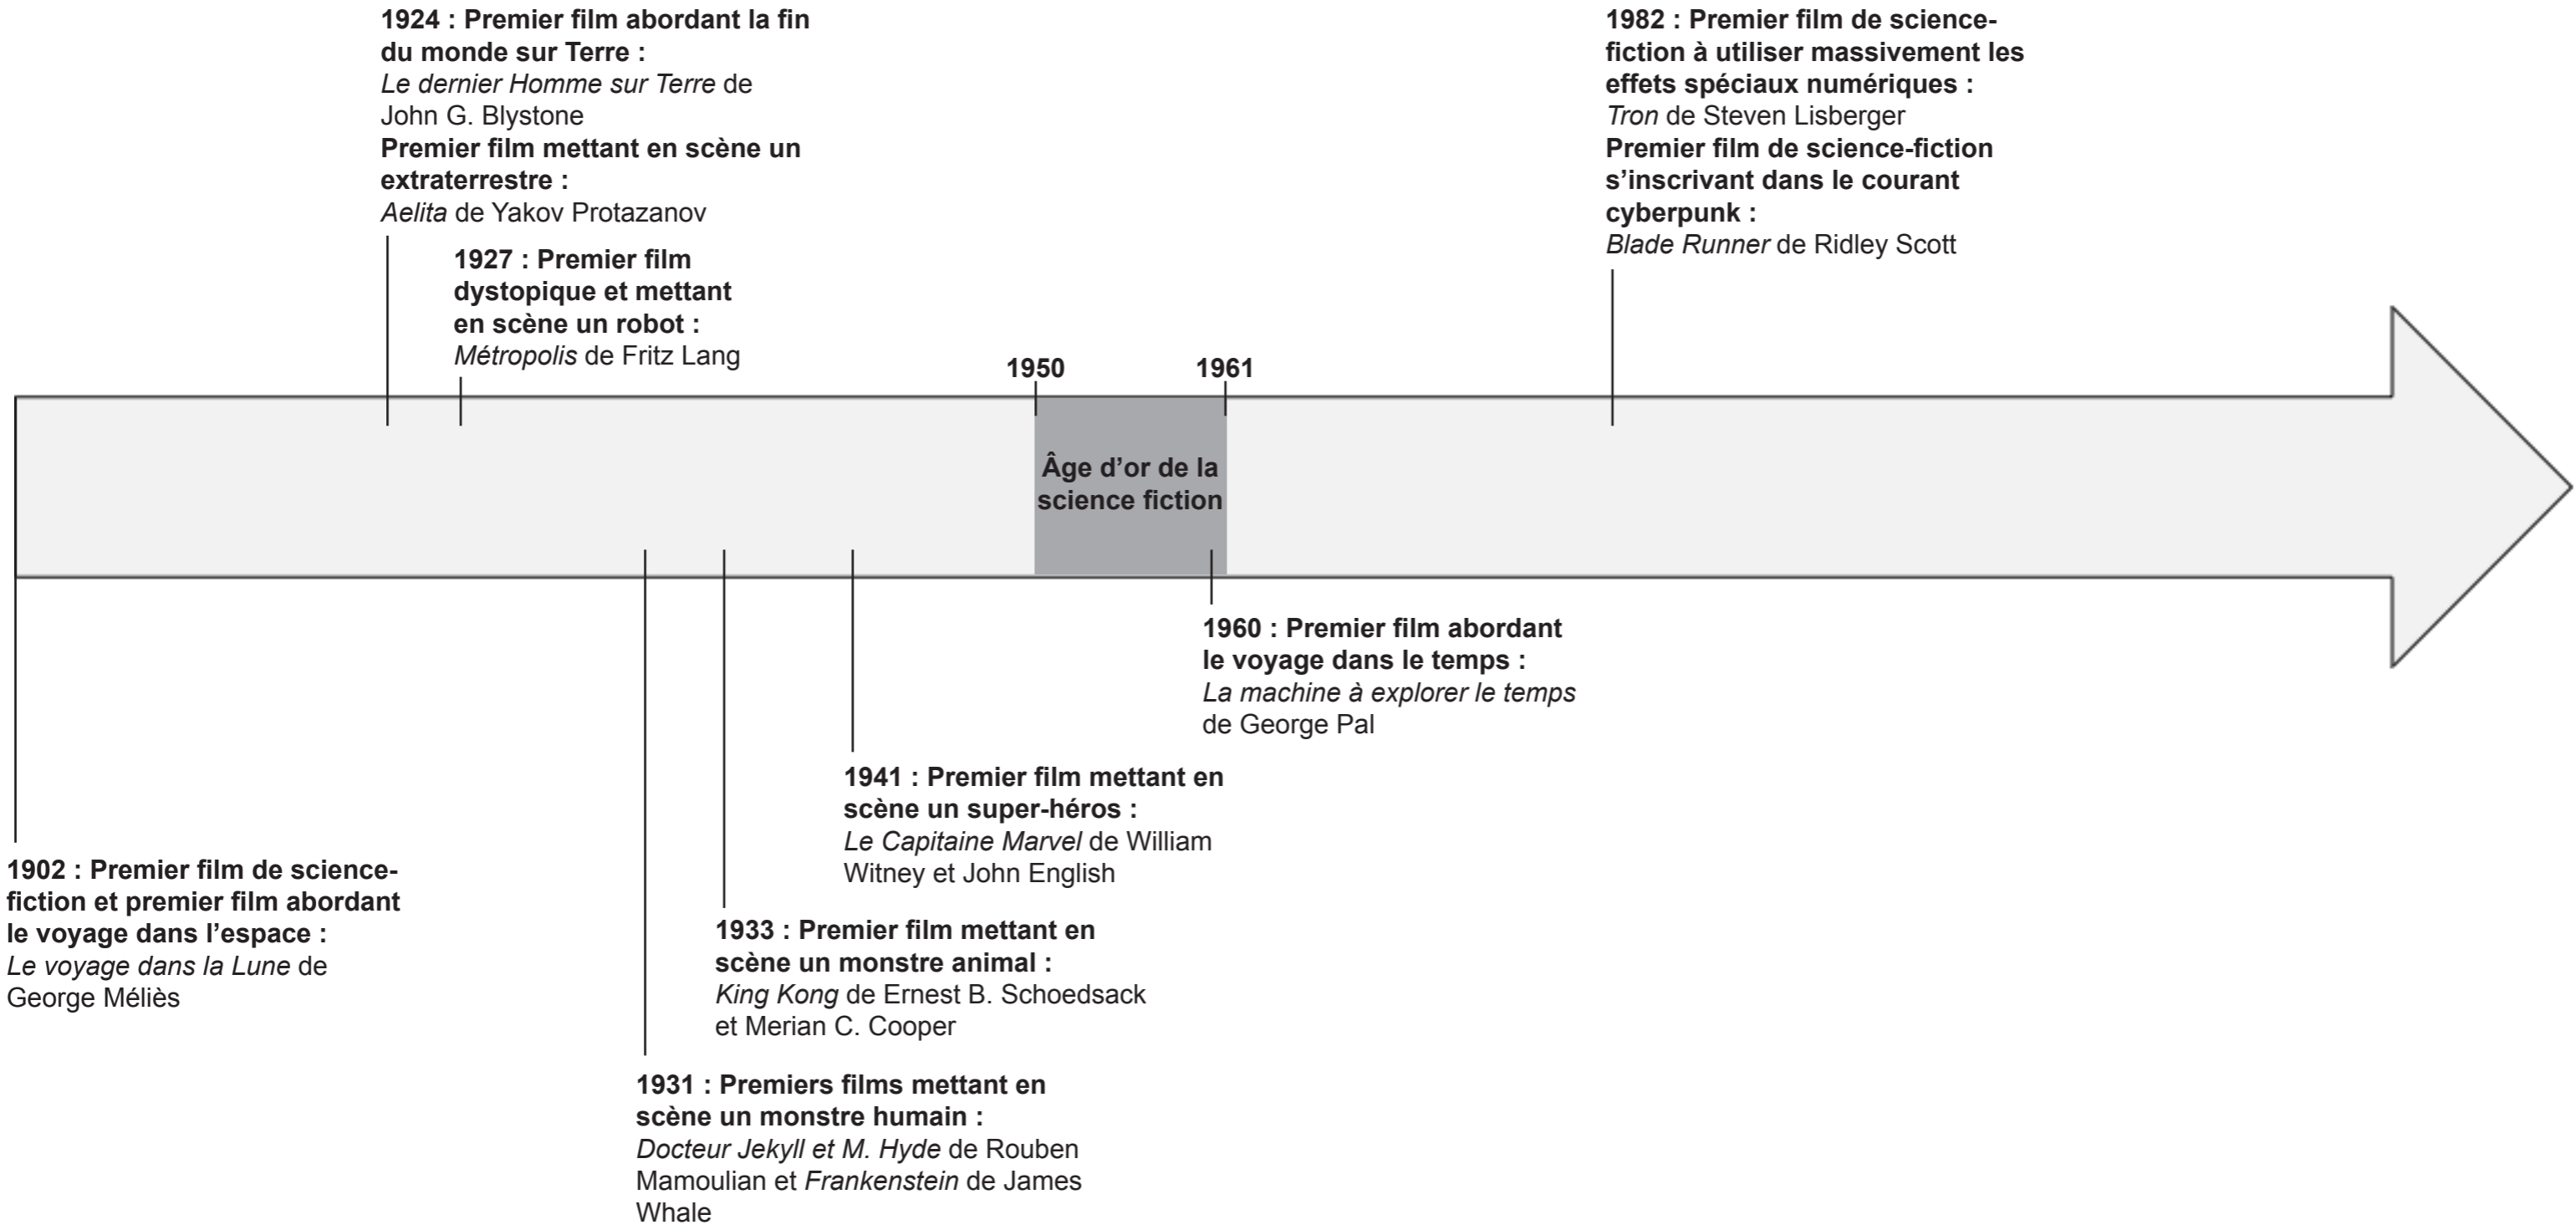 1924 : Premier film abordant la fin
du monde sur Terre :
Le dernier Homme sur Terre de
John G. Blystone
Premier film mettant en scène un
extraterrestre :
Aelita de Yakov Protazanov
1927 : Premier film
dystopique et mettant
en scène un robot :
Métropolis de Fritz Lang
1950
1961
1982 : Premier film de science-
fiction à utiliser massivement les
effets spéciaux numériques :
Tron de Steven Lisberger
Premier film de science-fiction
s’inscrivant dans le courant
cyberpunk :
Blade Runner de Ridley Scott
Âge d’or de la
science fiction
1902 : Premier film de science-
fiction et premier film abordant
le voyage dans l’espace :
Le voyage dans la Lune de
George Méliès
1931 : Premiers films mettant en
scène un monstre humain :
Docteur Jekyll et M. Hyde de Rouben
Mamoulian et Frankenstein de James
Whale
1933 : Premier film mettant en
scène un monstre animal :
King Kong de Ernest B. Schoedsack
et Merian C. Cooper
1941 : Premier film mettant en
scène un super-héros :
Le Capitaine Marvel de William
Witney et John English
1960 : Premier film abordant
le voyage dans le temps :
La machine à explorer le temps
de George Pal